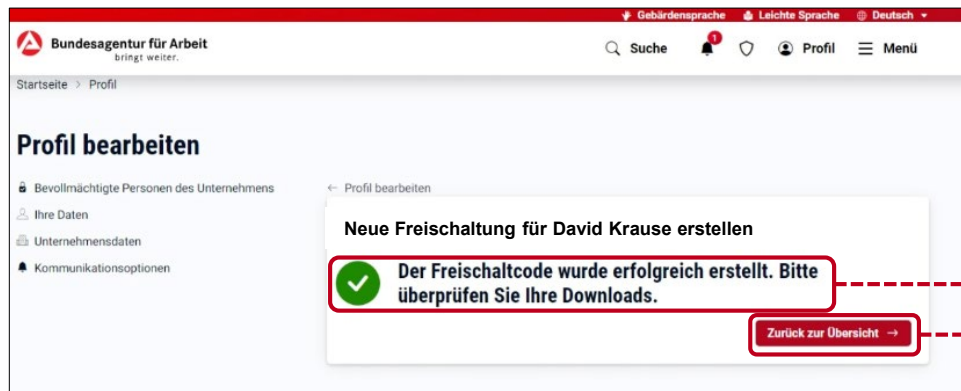 Gebärdensprache Leichte Sprache Deutsch
Bundesagentur für Arbeit
bringt weiter.
Suche 1 Profil Menü
Startseite > Profil
Profil bearbeiten
Bevollmächtigte Personen des Unternehmens
Ihre Daten
Unternehmensdaten
Kommunikationsoptionen
← Profil bearbeiten
Neue Freischaltung für David Krause erstellen
Der Freischaltcode wurde erfolgreich erstellt. Bitte
überprüfen Sie Ihre Downloads.
Zurück zur Übersicht →